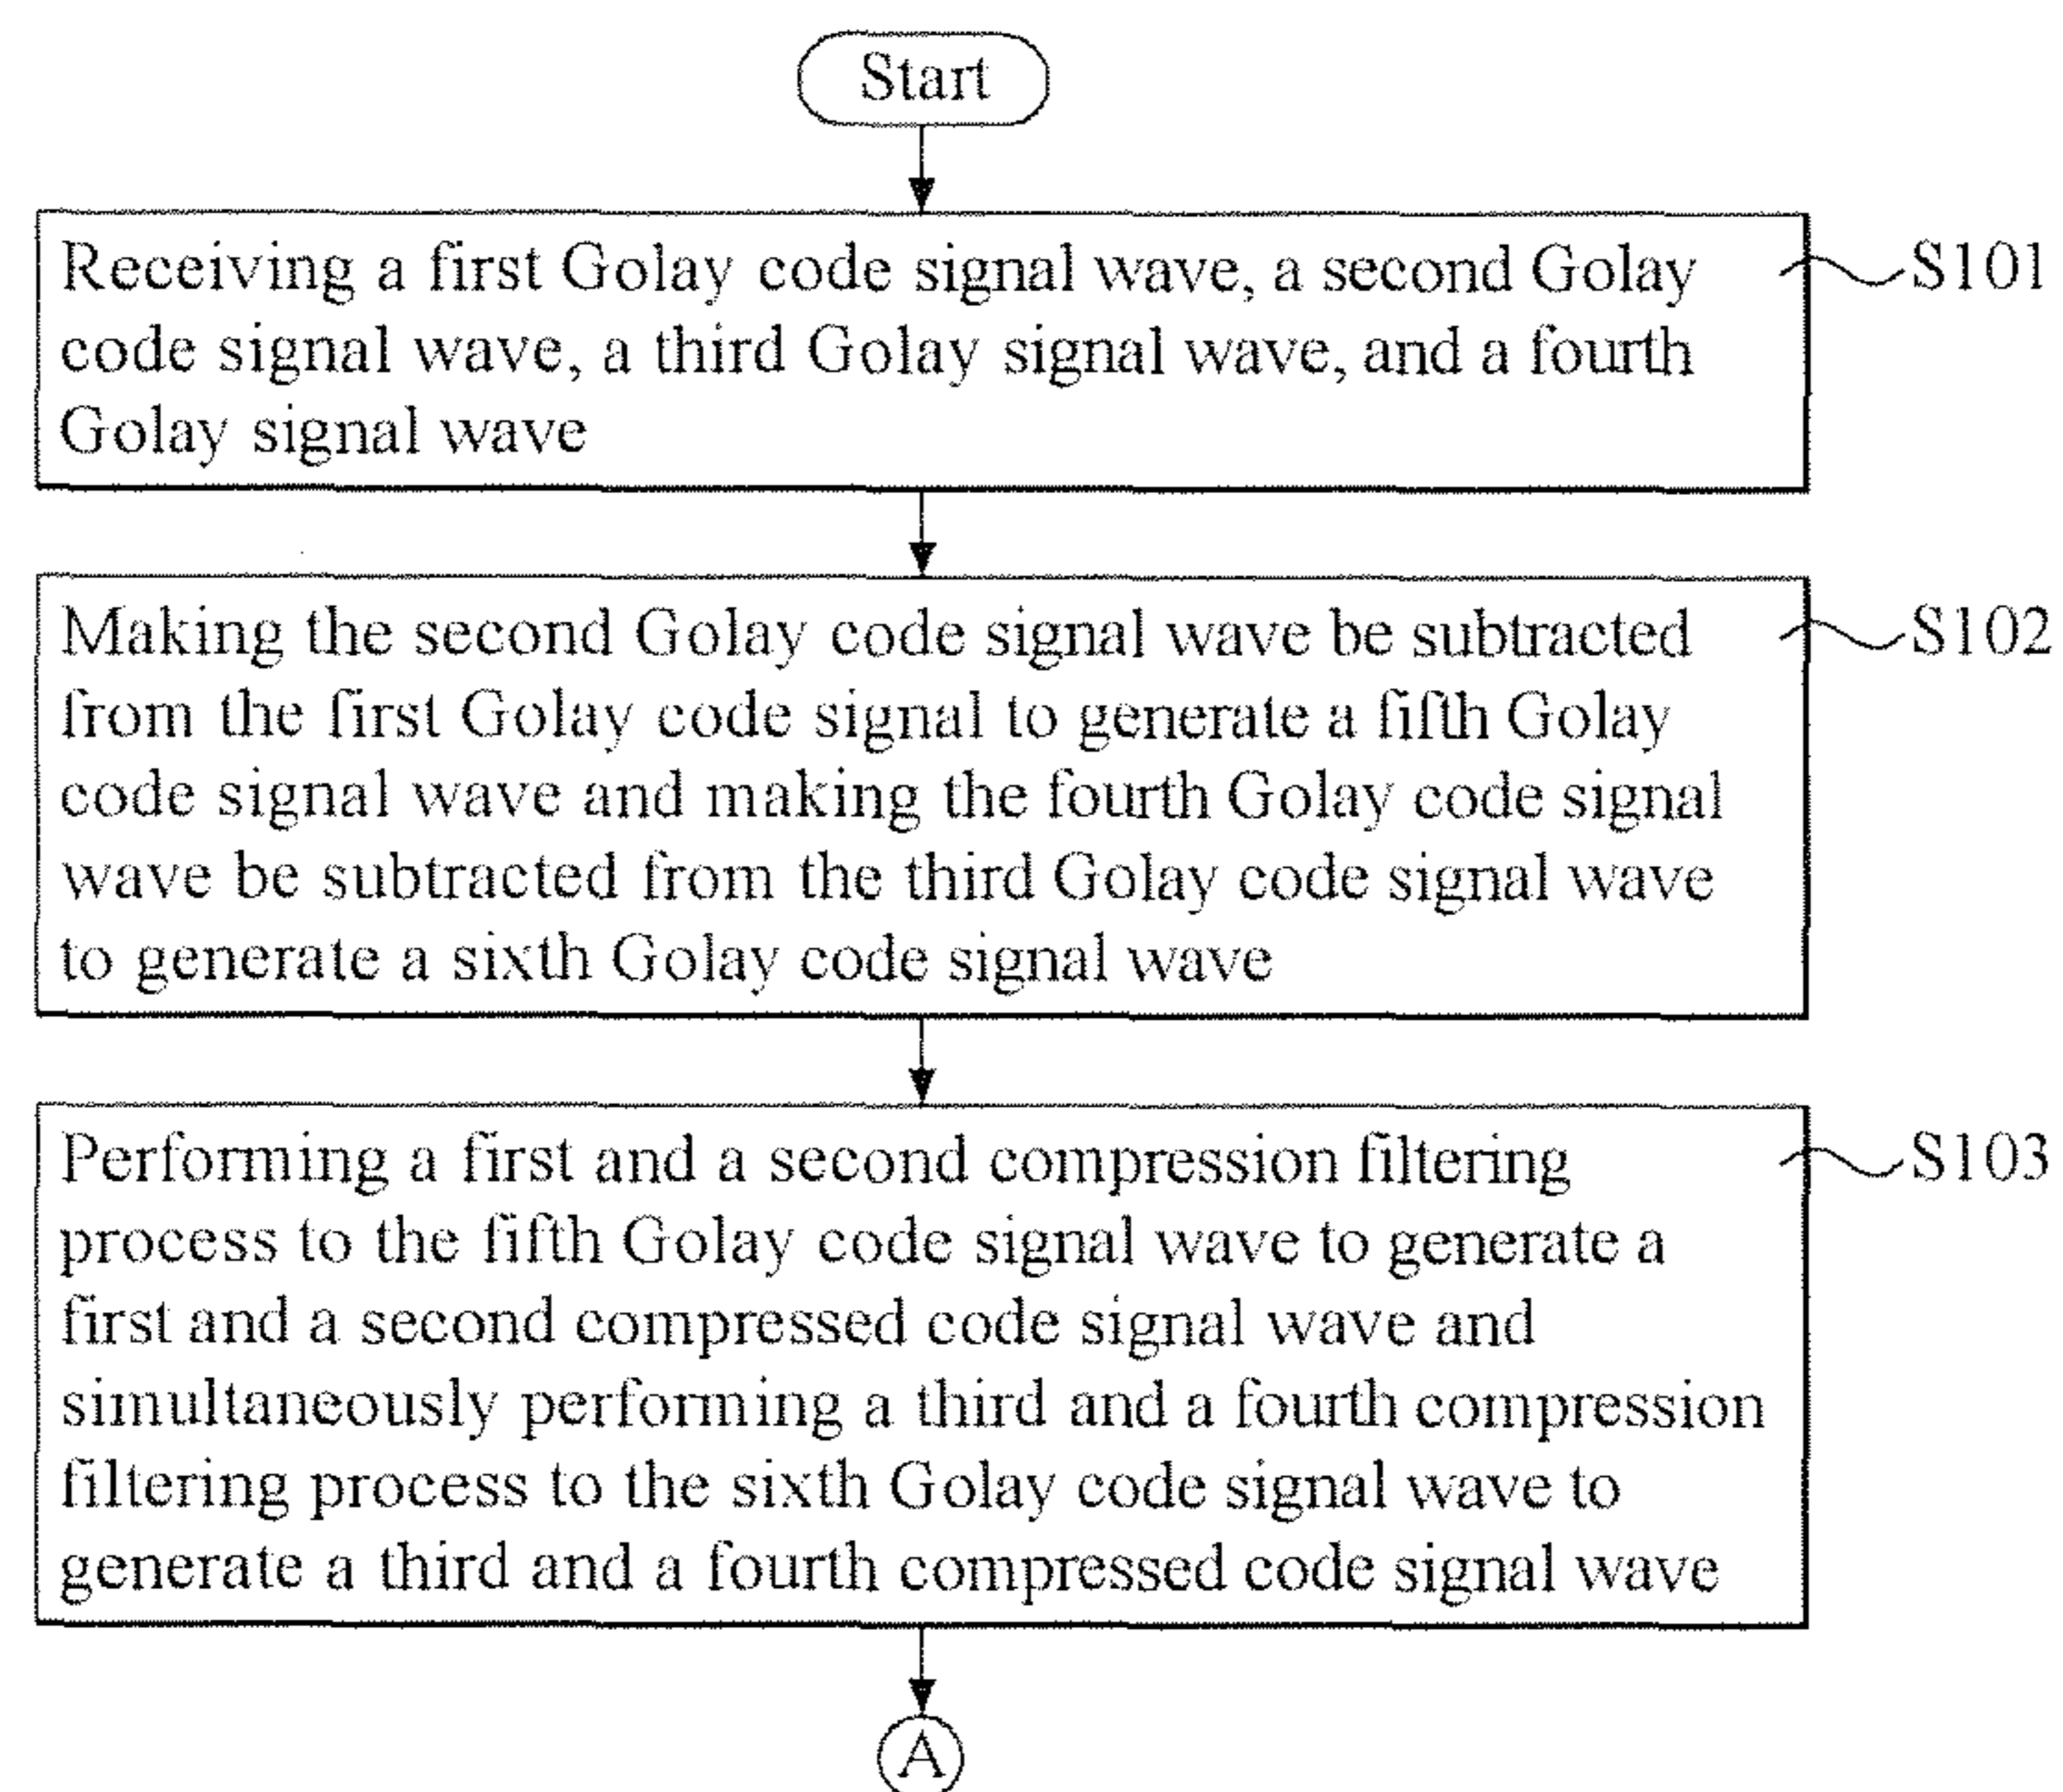 Start
Receiving a first Golay code signal wave, a second Golay
code signal wave, a third Golay signal wave, and a fourth
Golay signal wave
S101
Making the second Golay code signal wave be subtracted
from the first Golay code signal to generate a fifth Golay
code signal wave and making the fourth Golay code signal
wave be subtracted from the third Golay code signal wave
to generate a sixth Golay code signal wave
S102
Performing a first and a second compression filtering
process to the fifth Golay code signal wave to generate a
first and a second compressed code signal wave and
simultaneously performing a third and a fourth compression
filtering process to the sixth Golay code signal wave to
generate a third and a fourth compressed code signal wave
S103
A